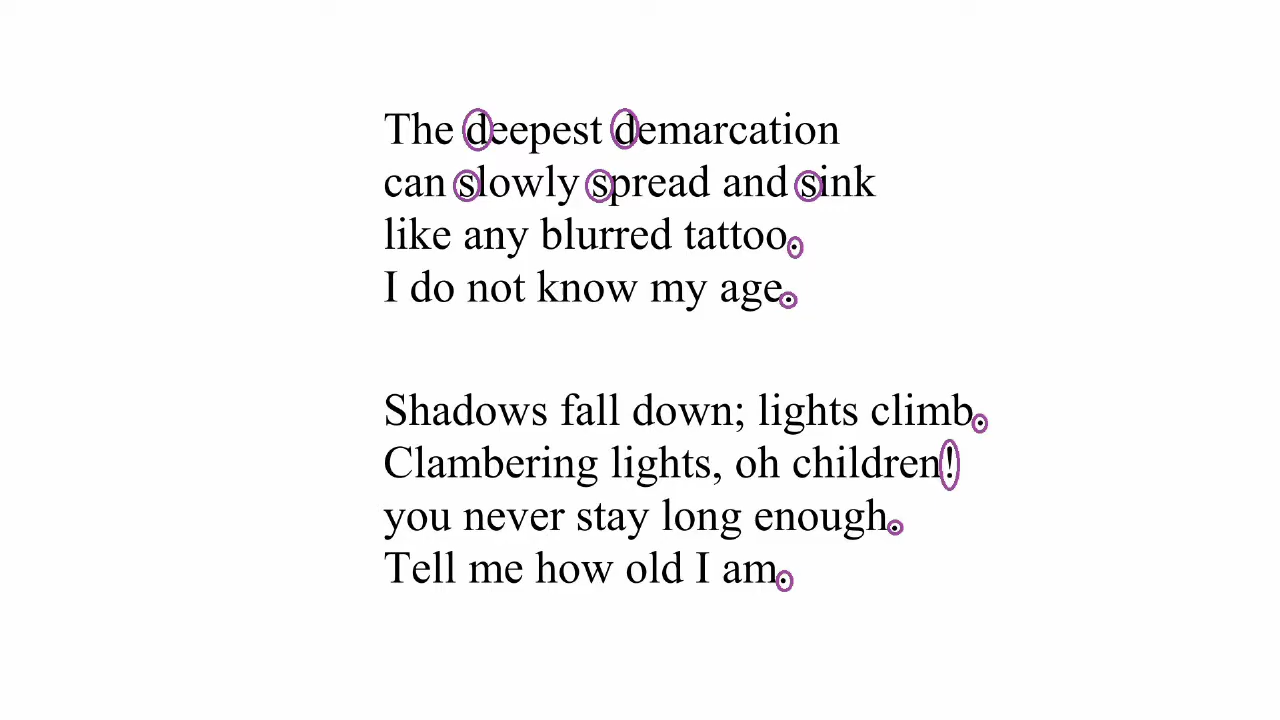 The deepest demarcation
can slowly spread and sink
like any blurred tattoo.
I do not know my age.
Shadows fall down; lights climb.
Clambering lights, oh children!
you never stay long enough.
Tell me how old I am.